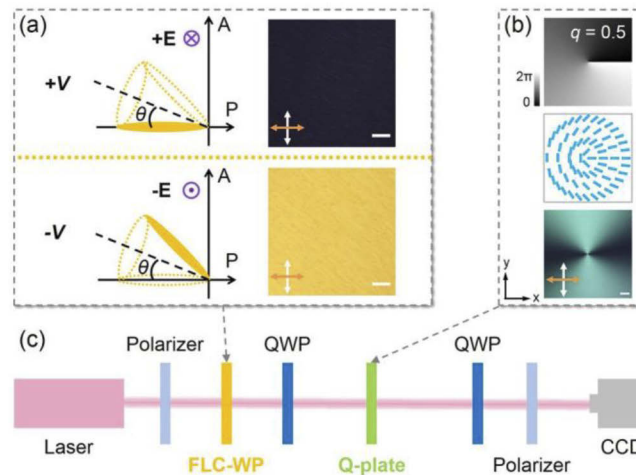 (a)
+E
A
+V
θ
P
-E
A
-V
θ
P
(b)
q = 0.5
2π
0
y
x
(c)
Polarizer
QWP
QWP
Laser
FLC-WP
Q-plate
Polarizer
CCD